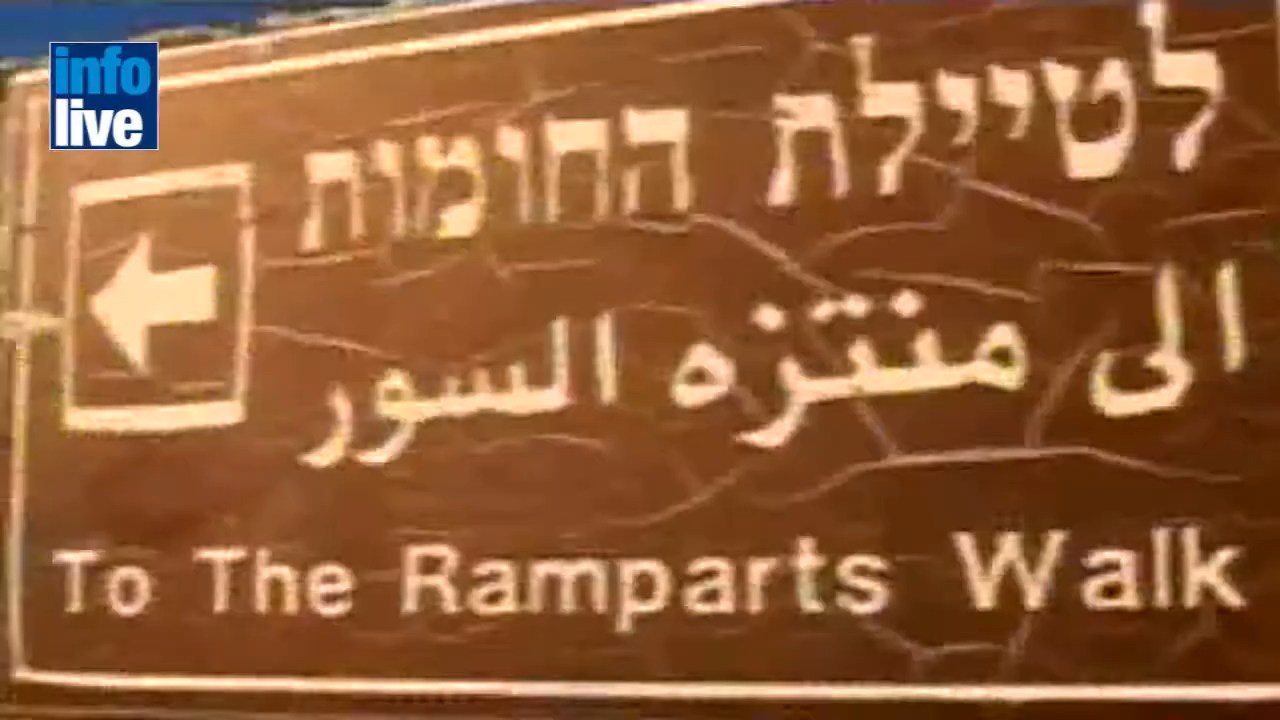 info
live
לטיילת החומות
الى منتزه السور
To The Ramparts Walk